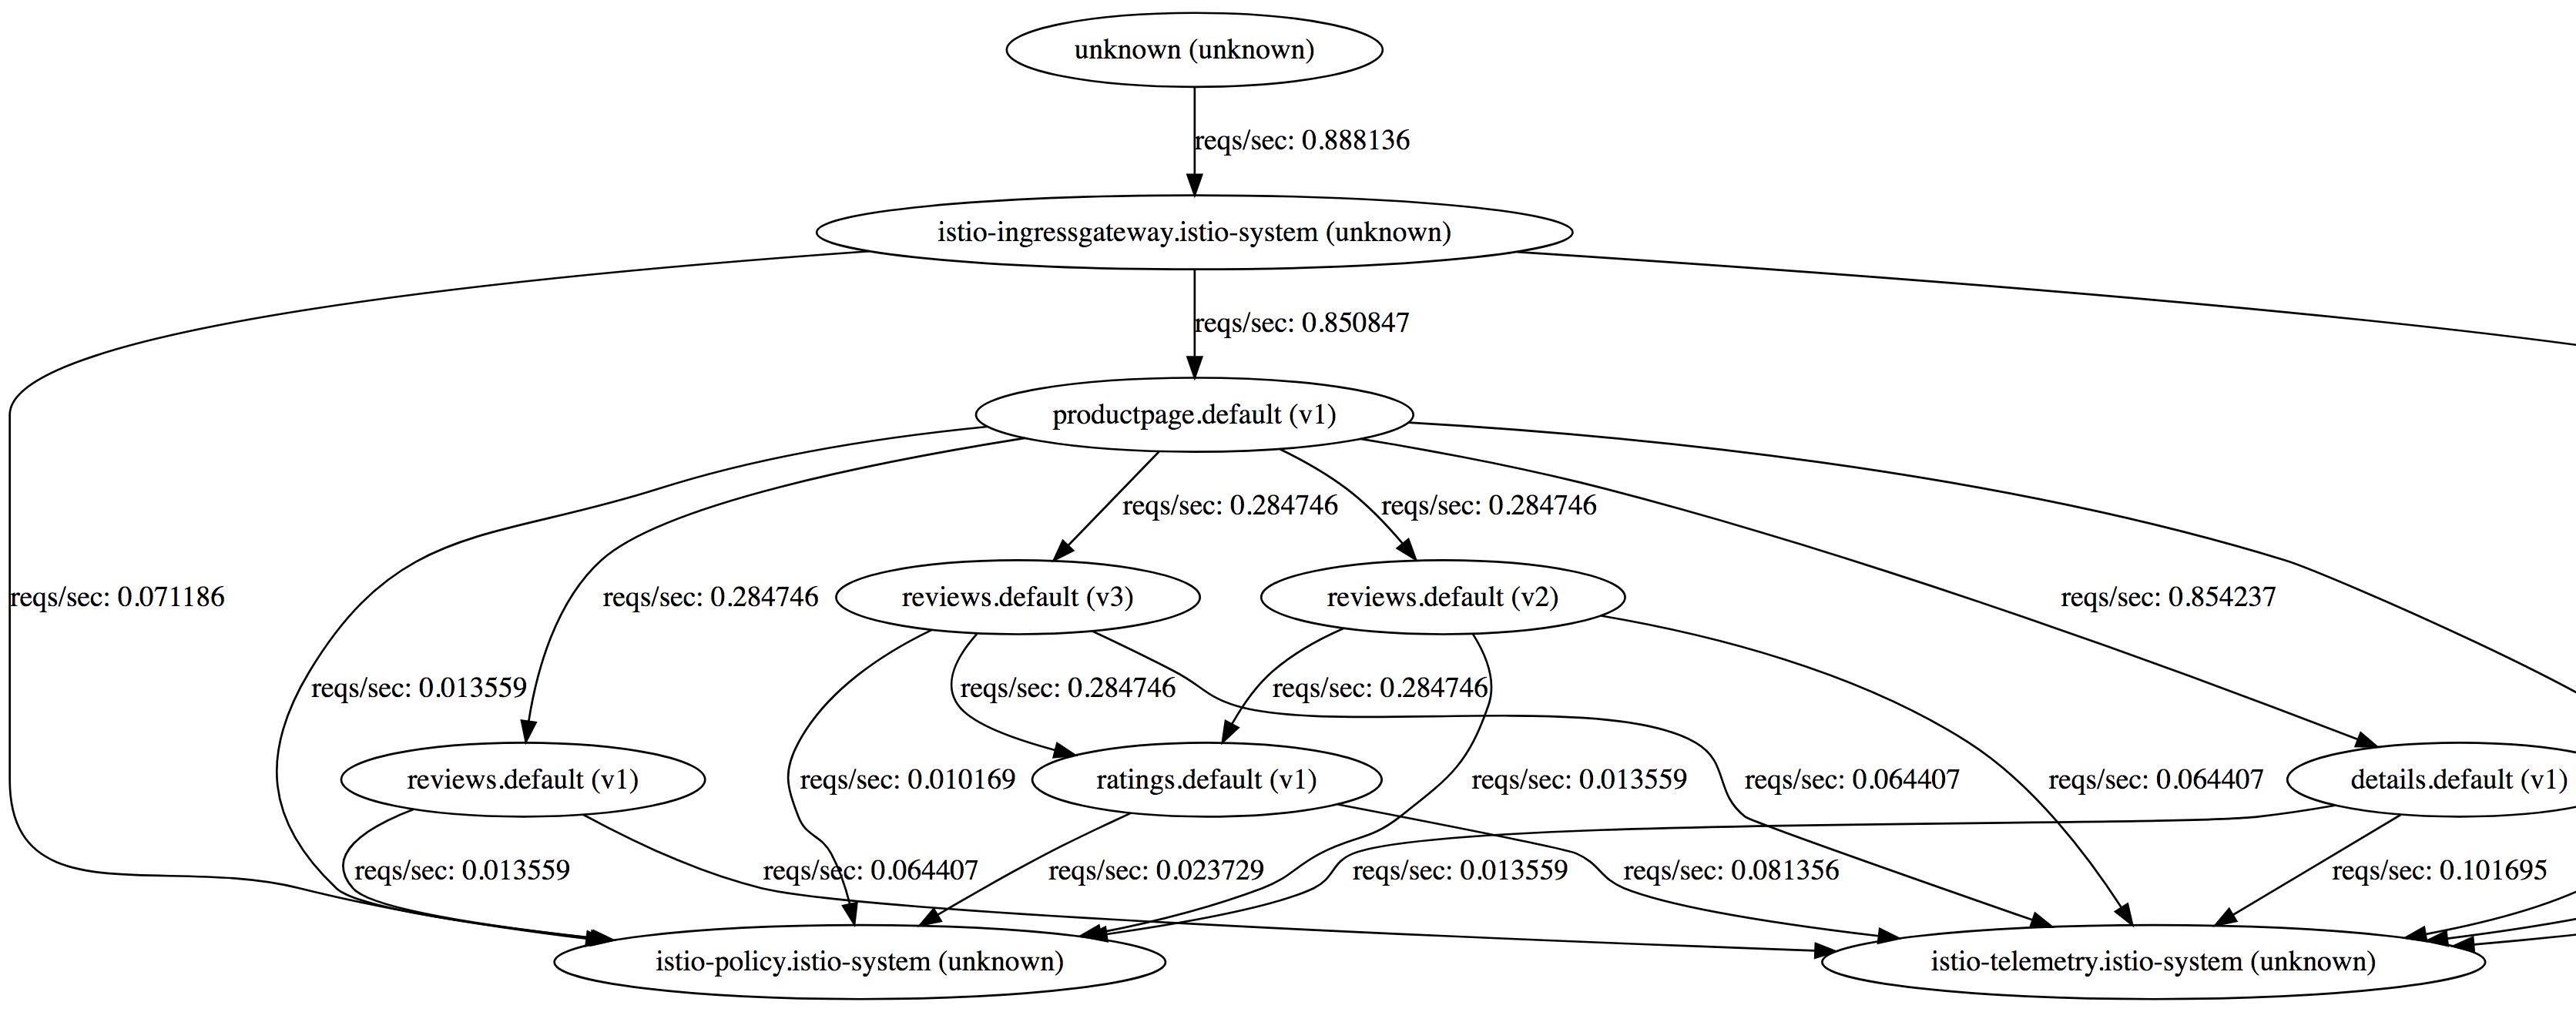 unknown (unknown)
reqs/sec: 0.888136
istio-ingressgateway.istio-system (unknown)
reqs/sec: 0.850847
productpage.default (v1)
reqs/sec: 0.284746
reqs/sec: 0.284746
reqs/sec: 0.071186
reqs/sec: 0.284746
reviews.default (v3)
reviews.default (v2)
reqs/sec: 0.854237
reqs/sec: 0.013559
reqs/sec: 0.284746
reqs/sec: 0.284746
reviews.default (v1)
reqs/sec: 0.010169
ratings.default (v1)
reqs/sec: 0.013559
reqs/sec: 0.064407
reqs/sec: 0.064407
details.default (v1)
reqs/sec: 0.013559
reqs/sec: 0.064407
reqs/sec: 0.023729
reqs/sec: 0.013559
reqs/sec: 0.081356
reqs/sec: 0.101695
istio-policy.istio-system (unknown)
istio-telemetry.istio-system (unknown)